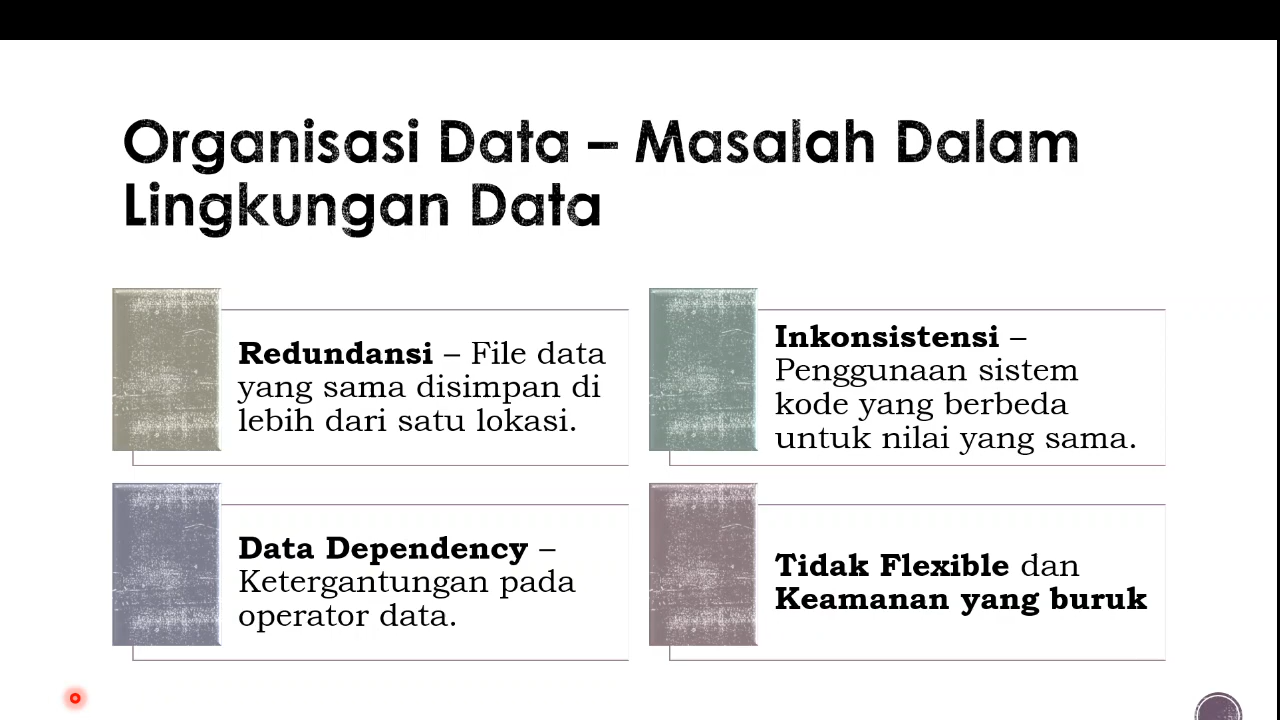 Organisasi Data – Masalah Dalam
Lingkungan Data
Redundansi – File data
yang sama disimpan di
lebih dari satu lokasi.
Inkonsistensi –
Penggunaan sistem
kode yang berbeda
untuk nilai yang sama.
Data Dependency –
Ketergantungan pada
operator data.
Tidak Flexible dan
Keamanan yang buruk